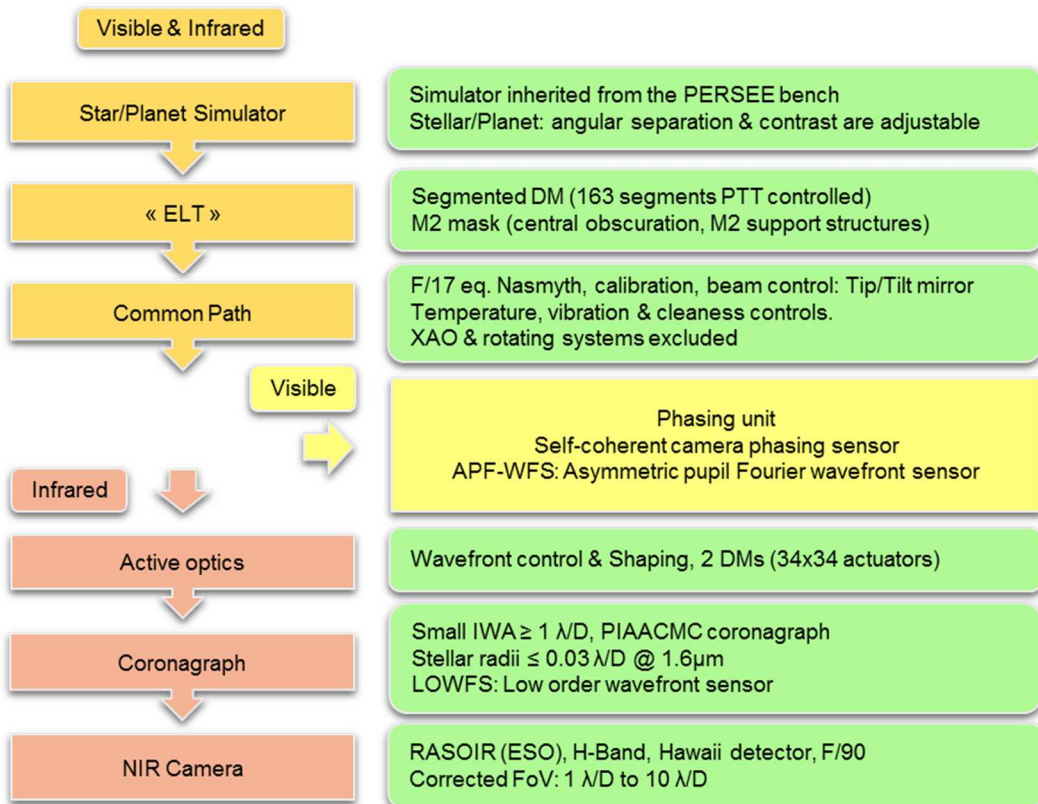 Visible & Infrared
Star/Planet Simulator
Simulator inherited from the PERSEE bench
Stellar/Planet: angular separation & contrast are adjustable
« ELT »
Segmented DM (163 segments PTT controlled)
M2 mask (central obscuration, M2 support structures)
Common Path
F/17 eq. Nasmyth, calibration, beam control: Tip/Tilt mirror
Temperature, vibration & cleaness controls.
XAO & rotating systems excluded
Visible
Phasing unit
Self-coherent camera phasing sensor
APF-WFS: Asymmetric pupil Fourier wavefront sensor
Infrared
Active optics
Wavefront control & Shaping, 2 DMs (34x34 actuators)
Coronagraph
Small IWA ≥ 1 λ/D, PIAACMC coronagraph
Stellar radii ≤ 0.03 λ/D @ 1.6μm
LOWFS: Low order wavefront sensor
NIR Camera
RASOIR (ESO), H-Band, Hawaii detector, F/90
Corrected FoV: 1 λ/D to 10 λ/D